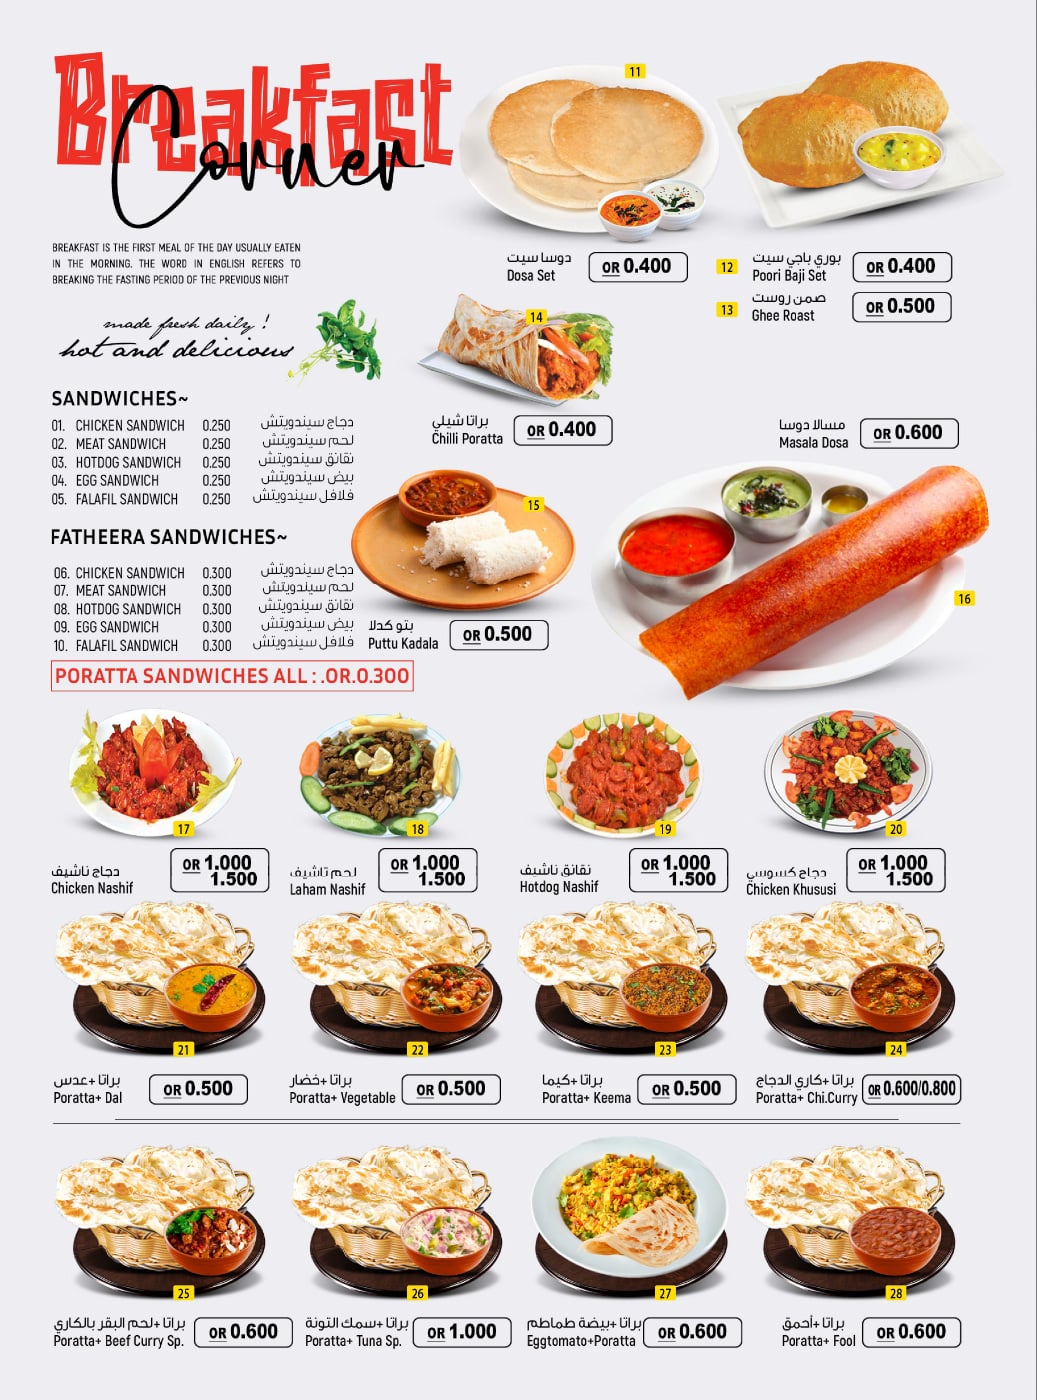 Breakfast
Corner
BREAKFAST IS THE FIRST MEAL OF THE DAY USUALLY EATEN
IN THE MORNING. THE WORD IN ENGLISH REFERS TO
BREAKING THE FASTING PERIOD OF THE PREVIOUS NIGHT
made fresh daily !
hot and delicious
11
دوسا سيت
Dosa Set
OR 0.400
12
بوري باجي سيت
Poori Baji Set
OR 0.400
13
صمن روست
Ghee Roast
OR 0.500
14
براتا شيلي
Chilli Poratta
OR 0.400
مسالا دوسا
Masala Dosa
OR 0.600
16
SANDWICHES~
01. CHICKEN SANDWICH 0.250 دجاج سيندويتش
02. MEAT SANDWICH 0.250 لحم سيندويتش
03. HOTDOG SANDWICH 0.250 نقانق سيندويتش
04. EGG SANDWICH 0.250 بيض سيندويتش
05. FALAFIL SANDWICH 0.250 فلافل سيندويتش
FATHEERA SANDWICHES~
06. CHICKEN SANDWICH 0.300 دجاج سيندويتش
07. MEAT SANDWICH 0.300 لحم سيندويتش
08. HOTDOG SANDWICH 0.300 نقانق سيندويتش
09. EGG SANDWICH 0.300 بيض سيندويتش
10. FALAFIL SANDWICH 0.300 فلافل سيندويتش
PORATTA SANDWICHES ALL : .OR.0.300
15
بتو كدلا
Puttu Kadala
OR 0.500
17
دجاج ناشيف
Chicken Nashif
OR 1.000
1.500
18
لحم تاشيف
Laham Nashif
OR 1.000
1.500
19
نقانق ناشيف
Hotdog Nashif
OR 1.000
1.500
20
دجاج كسوسي
Chicken Khususi
OR 1.000
1.500
21
براتا +عدس
Poratta+ Dal
OR 0.500
22
براتا +خضار
Poratta+ Vegetable
OR 0.500
23
براتا +كيما
Poratta+ Keema
OR 0.500
24
براتا +كاري الدجاج
Poratta+ Chi.Curry
OR 0.600/0.800
25
براتا +لحم البقر بالكاري
Poratta+ Beef Curry Sp.
OR 0.600
26
براتا +سمك التونة
Poratta+ Tuna Sp.
OR 1.000
27
براتا +بيضة طماطم
Eggtomato+Poratta
OR 0.600
28
براتا +أحمق
Poratta+ Fool
OR 0.600